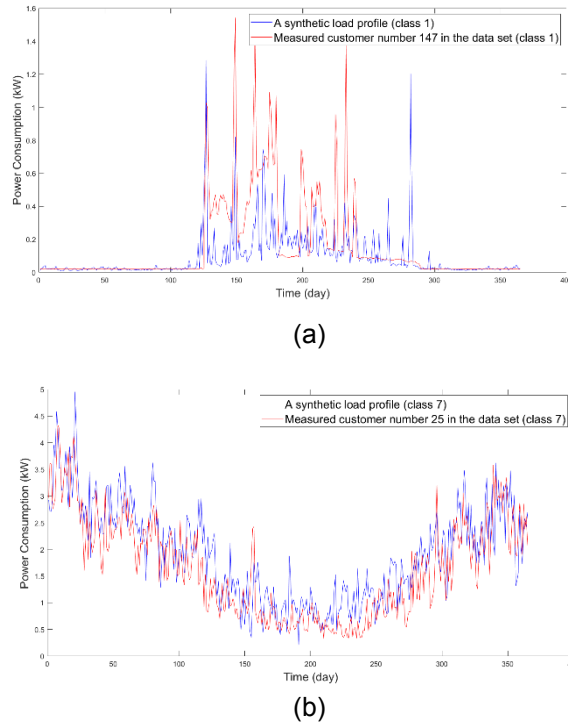 1.6
1.4
1.2
1
0.8
0.6
0.4
0.2
0
Power Consumption (kW)
A synthetic load profile (class 1)
Measured customer number 147 in the data set (class 1)
0 50 100 150 200 250 300 350 400
Time (day)
(a)
5
4.5
4
3.5
3
2.5
2
1.5
1
0.5
0
Power Consumption (kW)
A synthetic load profile (class 7)
Measured customer number 25 in the data set (class 7)
0 50 100 150 200 250 300 350
Time (day)
(b)